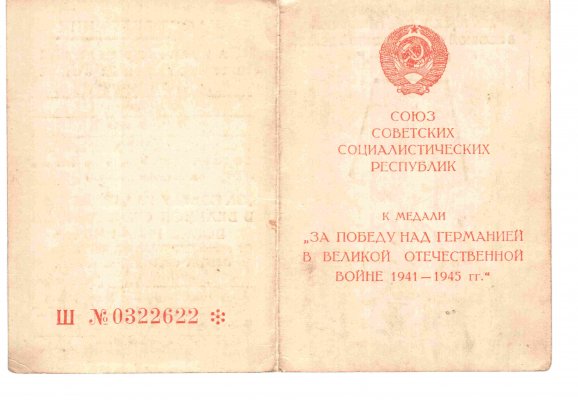 Ш №0322622 ✻
СОЮЗ
СОВЕТСКИХ
СОЦИАЛИСТИЧЕСКИХ
РЕСПУБЛИК
К МЕДАЛИ
„ЗА ПОБЕДУ НАД ГЕРМАНИЕЙ
В ВЕЛИКОЙ ОТЕЧЕСТВЕННОЙ
ВОЙНЕ 1941—1945 гг.“